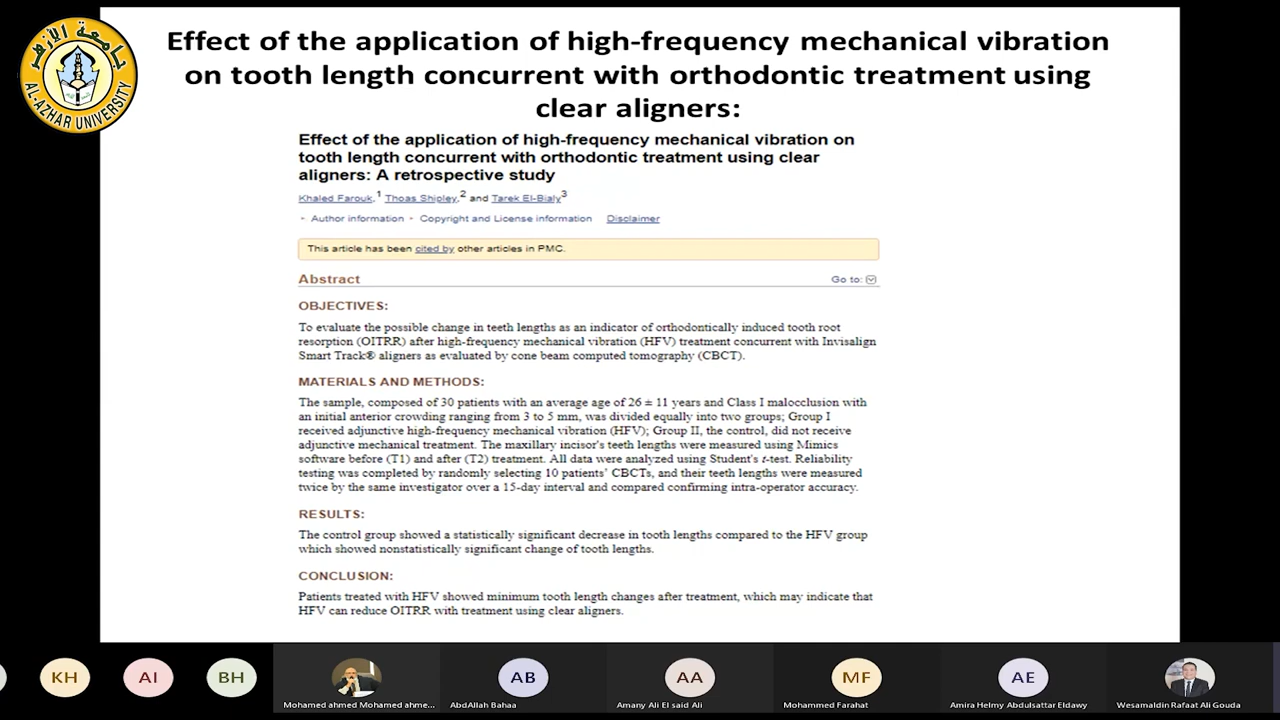 Effect of the application of high-frequency mechanical vibration
on tooth length concurrent with orthodontic treatment using
clear aligners:
جامعة الأزهر
AL-AZHAR UNIVERSITY
Effect of the application of high-frequency mechanical vibration on
tooth length concurrent with orthodontic treatment using clear
aligners: A retrospective study
Khaled Farouk,1 Thoas Shipley,2 and Tarek El-Bialy3
Author information Copyright and License information Disclaimer
This article has been cited by other articles in PMC.
Abstract
Go to:
OBJECTIVES:
To evaluate the possible change in teeth lengths as an indicator of orthodontically induced tooth root
resorption (OITRR) after high-frequency mechanical vibration (HFV) treatment concurrent with Invisalign
Smart Track® aligners as evaluated by cone beam computed tomography (CBCT).
MATERIALS AND METHODS:
The sample, composed of 30 patients with an average age of 26 ± 11 years and Class I malocclusion with
an initial anterior crowding ranging from 3 to 5 mm, was divided equally into two groups; Group I
received adjunctive high-frequency mechanical vibration (HFV); Group II, the control, did not receive
adjunctive mechanical treatment. The maxillary incisor's teeth lengths were measured using Mimics
software before (T1) and after (T2) treatment. All data were analyzed using Student's t-test. Reliability
testing was completed by randomly selecting 10 patients' CBCTs, and their teeth lengths were measured
twice by the same investigator over a 15-day interval and compared confirming intra-operator accuracy.
RESULTS:
The control group showed a statistically significant decrease in tooth lengths compared to the HFV group
which showed nonstatistically significant change of tooth lengths.
CONCLUSION:
Patients treated with HFV showed minimum tooth length changes after treatment, which may indicate that
HFV can reduce OITRR with treatment using clear aligners.
KH
AI
BH
AB
AA
MF
AE
Mohamed ahmed Mohamed ahme...
AbdAllah Bahaa
Amany Ali El said Ali
Mohammed Farahat
Amira Helmy Abdulsattar Eldawy
Wesamaldin Rafaat Ali Gouda